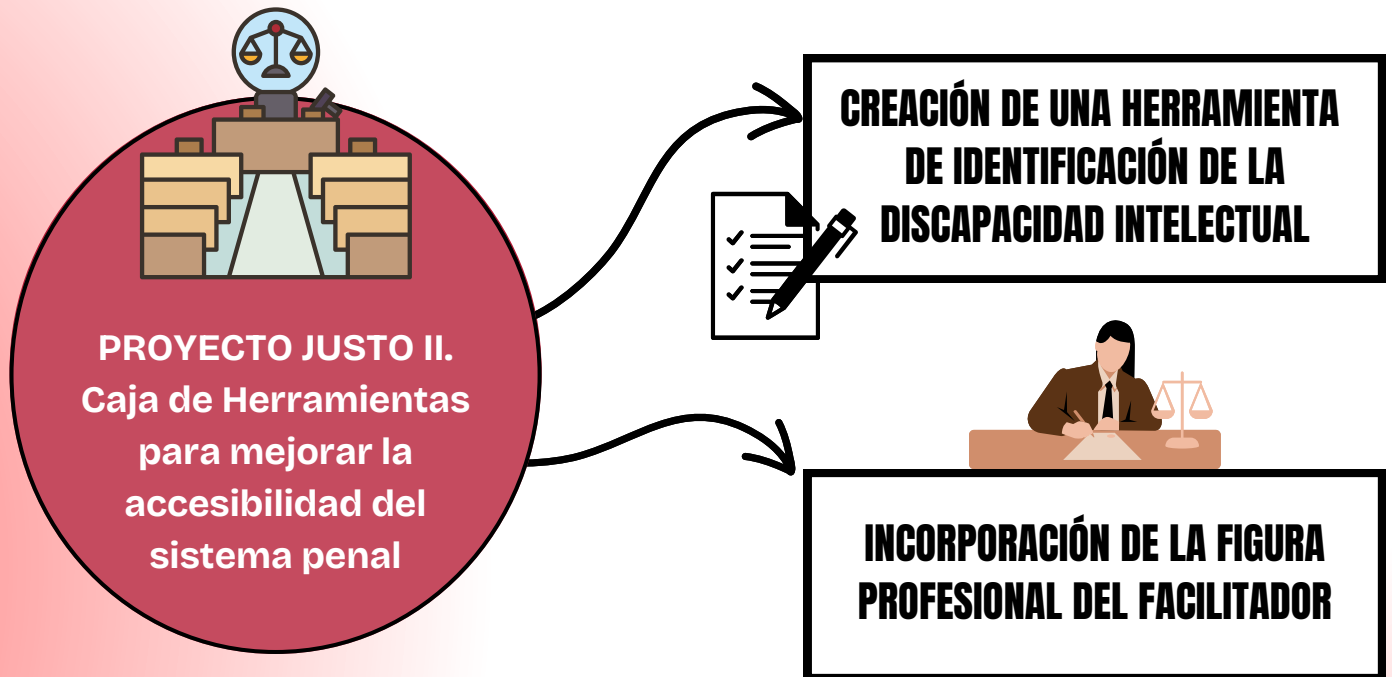 PROYECTO JUSTO II.
Caja de Herramientas
para mejorar la
accesibilidad del
sistema penal
CREACIÓN DE UNA HERRAMIENTA
DE IDENTIFICACIÓN DE LA
DISCAPACIDAD INTELECTUAL
INCORPORACIÓN DE LA FIGURA
PROFESIONAL DEL FACILITADOR